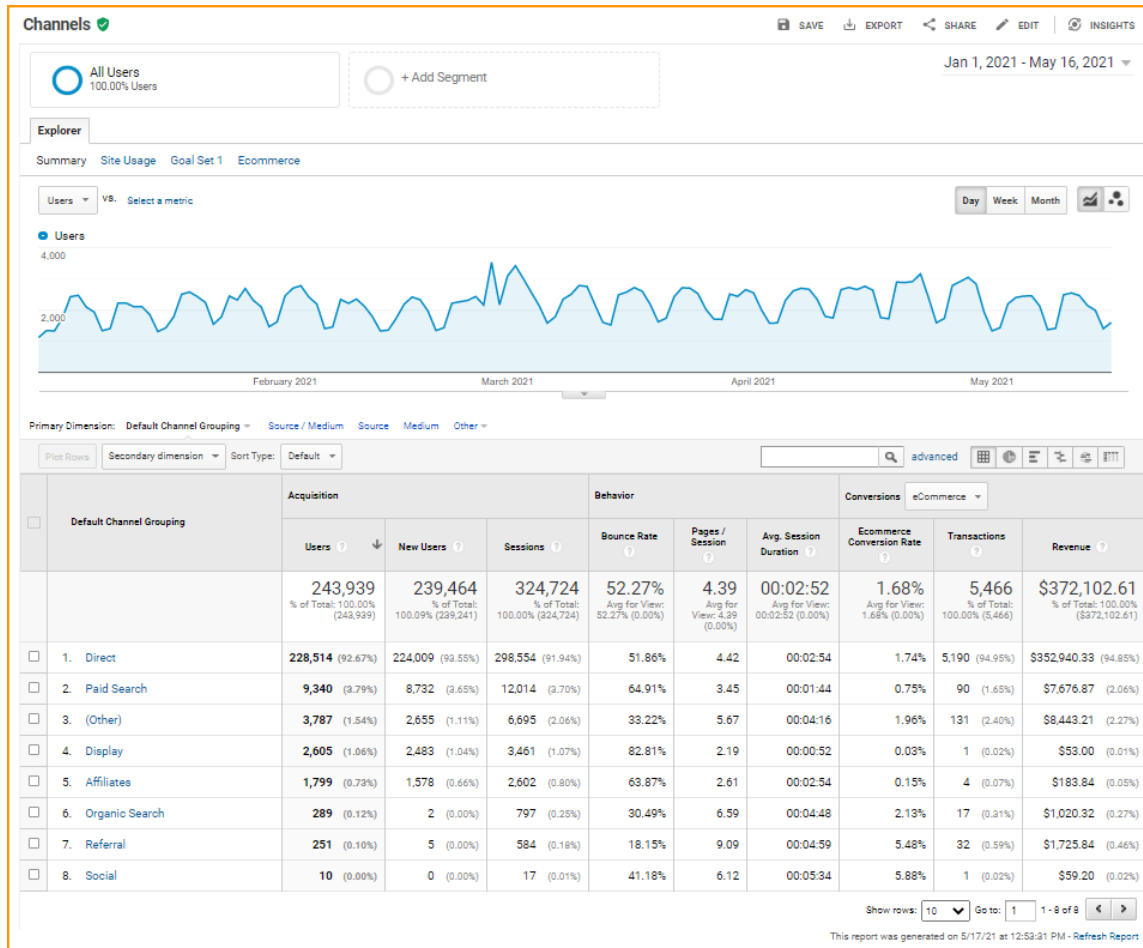 Channels
SAVE EXPORT SHARE EDIT INSIGHTS
All Users
100.00% Users
+ Add Segment
Jan 1, 2021 - May 16, 2021
Explorer
Summary Site Usage Goal Set 1 Ecommerce
Users VS. Select a metric
Day Week Month
Users
4,000
2,000
February 2021 March 2021 April 2021 May 2021
Primary Dimension: Default Channel Grouping Source / Medium Source Medium Other
Plot Rows Secondary dimension Sort Type: Default advanced
Default Channel Grouping
Acquisition Behavior Conversions eCommerce
Users ? New Users ? Sessions ? Bounce Rate ? Pages / Session ? Avg. Session Duration ? Ecommerce Conversion Rate ? Transactions ? Revenue ?
243,939 239,464 324,724 52.27% 4.39 00:02:52 1.68% 5,466 $372,102.61
% of Total: 100.00% (243,939) % of Total: 100.09% (239,241) % of Total: 100.00% (324,724) Avg for View: 52.27% (0.00%) Avg for View: 4.39 (0.00%) Avg for View: 00:02:52 (0.00%) Avg for View: 1.68% (0.00%) % of Total: 100.00% (5,466) % of Total: 100.00% ($372,102.61)
1. Direct 228,514 (92.67%) 224,009 (93.55%) 298,554 (91.94%) 51.86% 4.42 00:02:54 1.74% 5,190 (94.95%) $352,940.33 (94.85%)
2. Paid Search 9,340 (3.79%) 8,732 (3.65%) 12,014 (3.70%) 64.91% 3.45 00:01:44 0.75% 90 (1.65%) $7,676.87 (2.06%)
3. (Other) 3,787 (1.54%) 2,655 (1.11%) 6,695 (2.06%) 33.22% 5.67 00:04:16 1.96% 131 (2.40%) $8,443.21 (2.27%)
4. Display 2,605 (1.06%) 2,483 (1.04%) 3,461 (1.07%) 82.81% 2.19 00:00:52 0.03% 1 (0.02%) $53.00 (0.01%)
5. Affiliates 1,799 (0.73%) 1,578 (0.66%) 2,602 (0.80%) 63.87% 2.61 00:02:54 0.15% 4 (0.07%) $183.84 (0.05%)
6. Organic Search 289 (0.12%) 2 (0.00%) 797 (0.25%) 30.49% 6.59 00:04:48 2.13% 17 (0.31%) $1,020.32 (0.27%)
7. Referral 251 (0.10%) 5 (0.00%) 584 (0.18%) 18.15% 9.09 00:04:59 5.48% 32 (0.59%) $1,725.84 (0.46%)
8. Social 10 (0.00%) 0 (0.00%) 17 (0.01%) 41.18% 6.12 00:05:34 5.88% 1 (0.02%) $59.20 (0.02%)
Show rows: 10 Go to: 1 1 - 8 of 8
This report was generated on 5/17/21 at 12:53:31 PM - Refresh Report